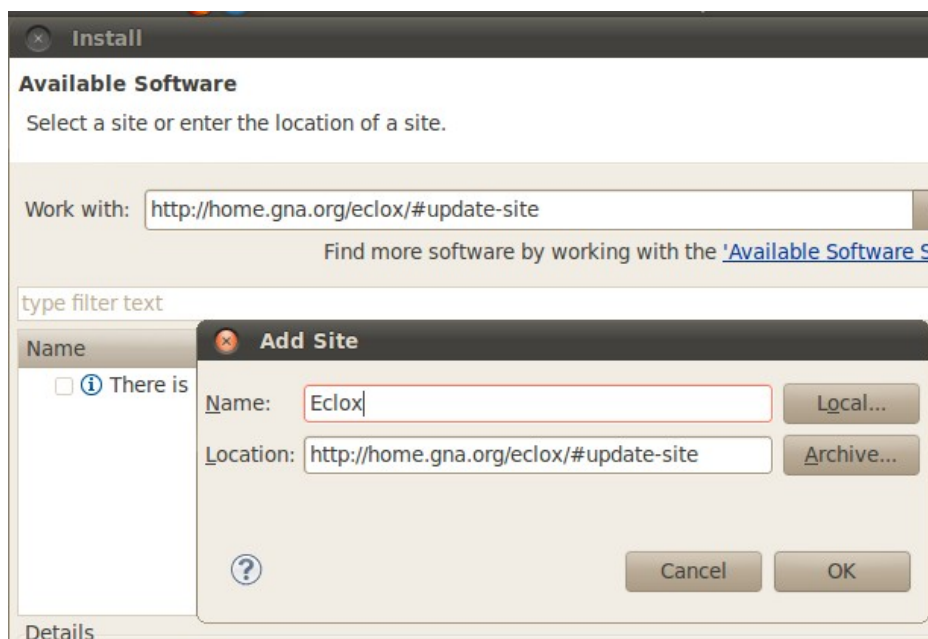 Install
Available Software
Select a site or enter the location of a site.
Work with: http://home.gna.org/eclox/#update-site
Find more software by working with the 'Available Software S
type filter text
Name
There is
Add Site
Name: Eclox Local...
Location: http://home.gna.org/eclox/#update-site Archive...
? Cancel OK
Details